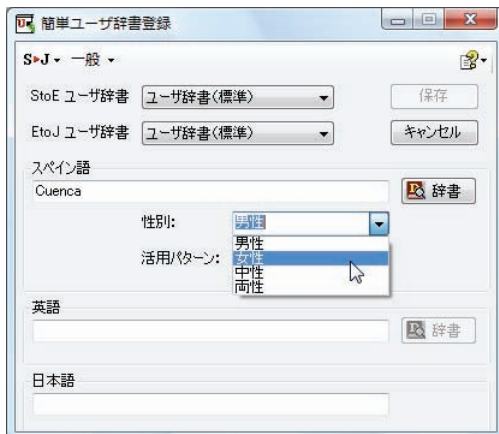 簡単ユーザ辞書登録
S▶J 一般
StoE ユーザ辞書 ユーザ辞書(標準) 保存
EtoJ ユーザ辞書 ユーザ辞書(標準) キャンセル
スペイン語
Cuenca 辞書
性別: 男性
男性
活用パターン: 女性
中性
両性
英語
辞書
日本語